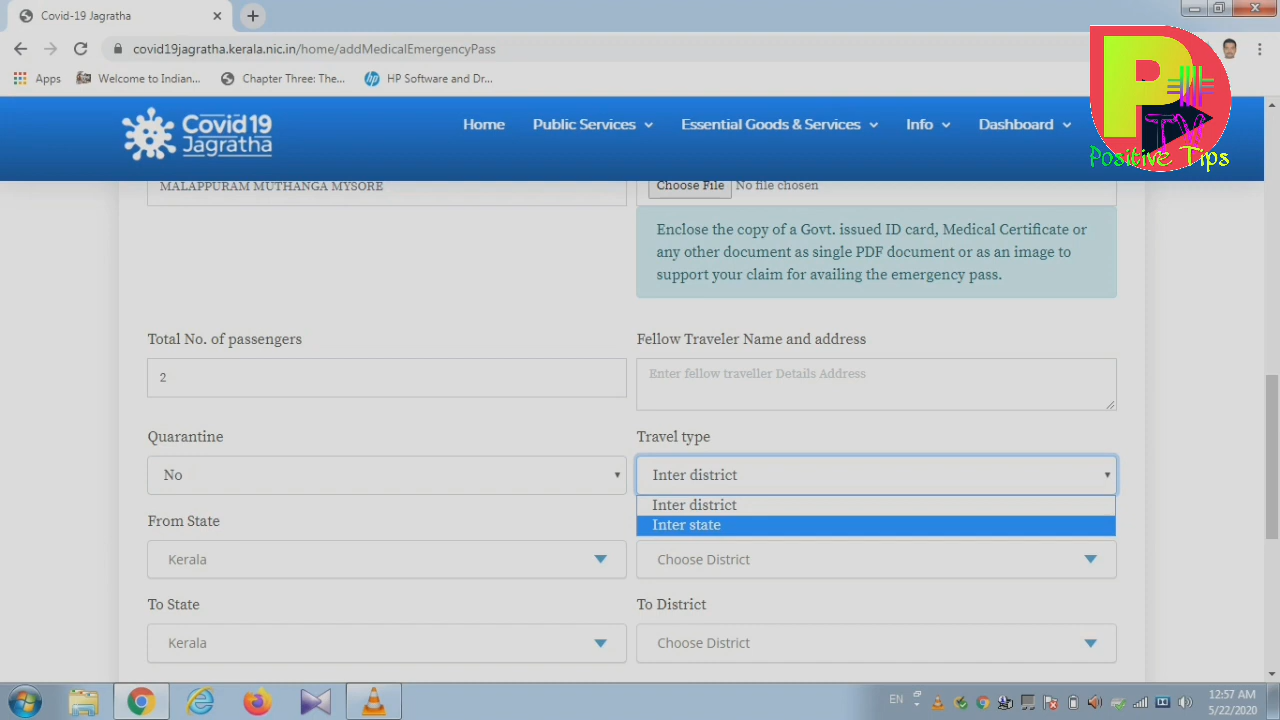 Covid-19 Jagratha
covid19jagratha.kerala.nic.in/home/addMedicalEmergencyPass
Apps
Welcome to Indian...
Chapter Three: The...
HP Software and Dr...
Covid19
Jagratha
Home
Public Services
Essential Goods & Services
Info
Dashboard
P
TV
Positive Tips
MALAPPURAM MUTHANGA MYSORE
Choose File No file chosen
Enclose the copy of a Govt. issued ID card, Medical Certificate or
any other document as single PDF document or as an image to
support your claim for availing the emergency pass.
Total No. of passengers
Fellow Traveler Name and address
2
Enter fellow traveller Details Address
Quarantine
Travel type
No
Inter district
Inter district
Inter state
From State
Kerala
Choose District
To State
To District
Kerala
Choose District
EN
12:57 AM
5/22/2020